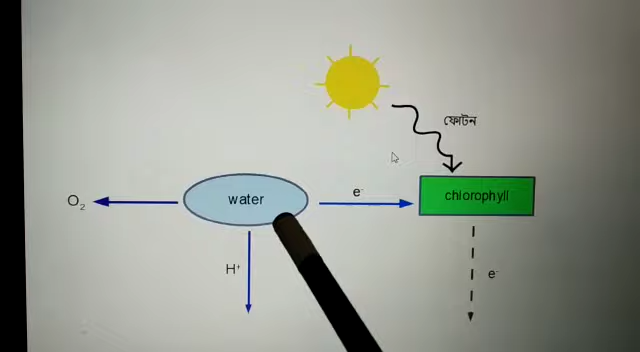 ফোটন
water
e⁻
chlorophyll
O₂
H⁺
e⁻